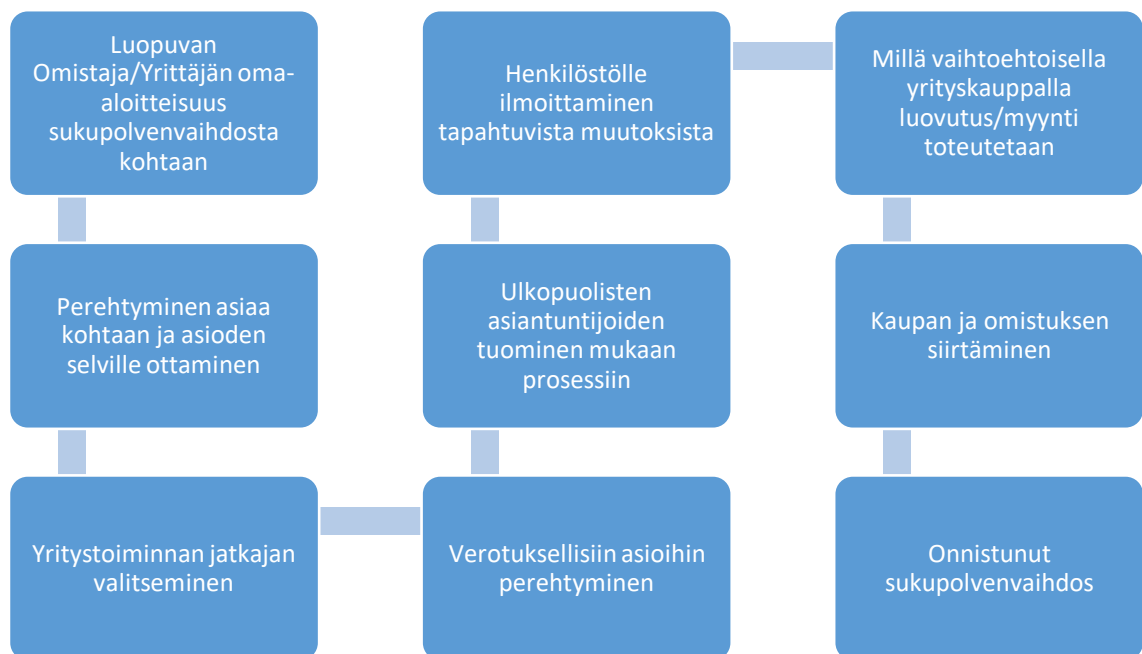 Luopuvan
Omistaja/Yrittäjän oma-
aloitteisuus
sukupolvenvaihdosta
kohtaan
Perehtyminen asiaa
kohtaan ja asioden
selville ottaminen
Yritystoiminnan jatkajan
valitseminen
Verotuksellisiin asioihin
perehtyminen
Ulkopuolisten
asiantuntijoiden
tuominen mukaan
prosessiin
Henkilöstölle
ilmoittaminen
tapahtuvista muutoksista
Millä vaihtoehtoisella
yrityskauppalla
luovutus/myynti
toteutetaan
Kaupan ja omistuksen
siirtäminen
Onnistunut
sukupolvenvaihdos